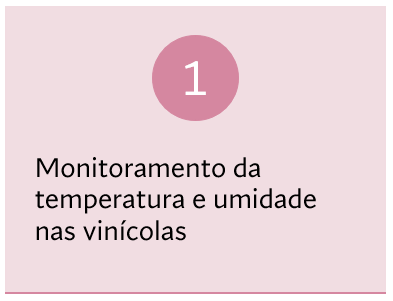 1
Monitoramento da
temperatura e umidade
nas vinícolas